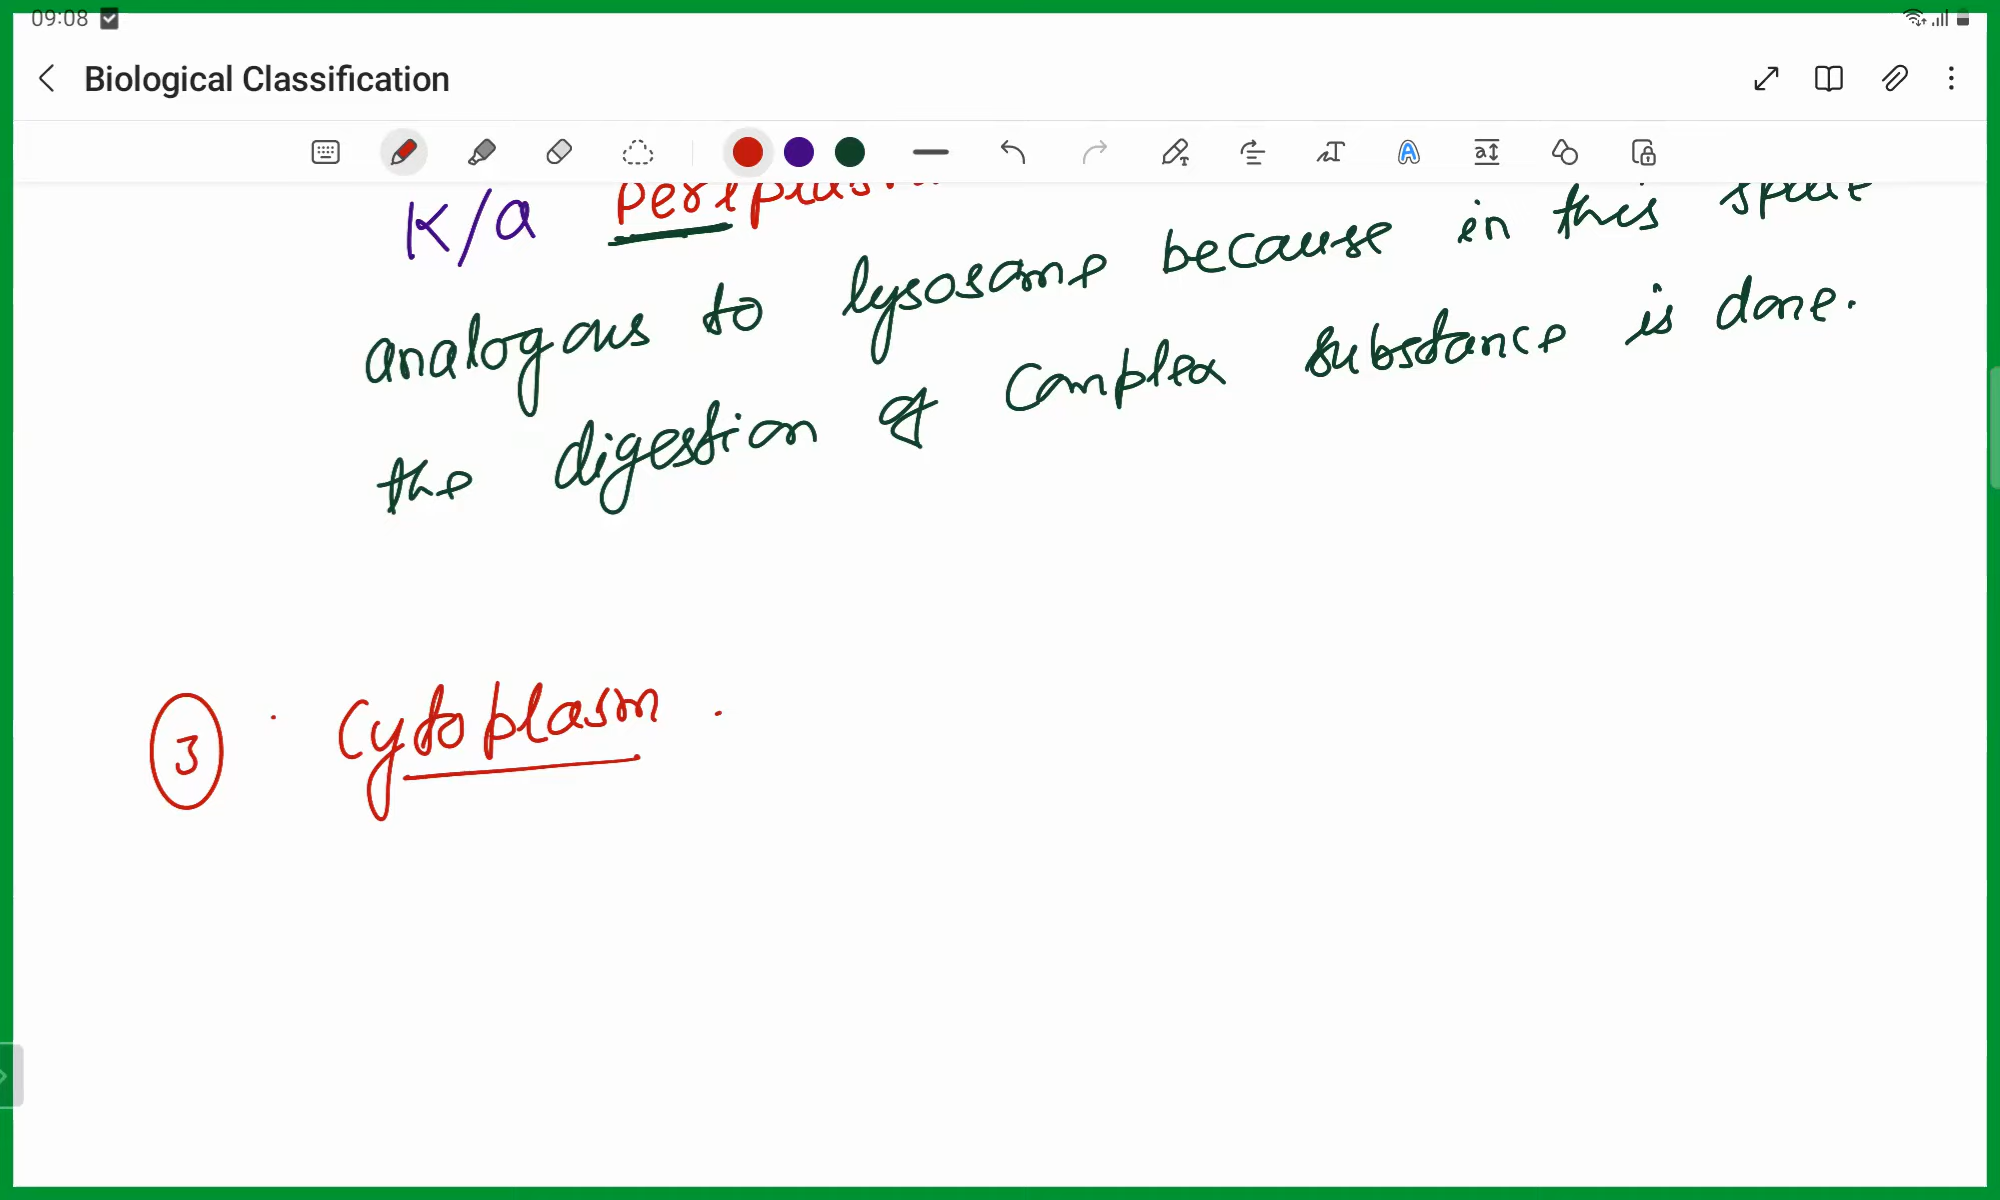 09:08
Biological Classification
K/a
analogous to lysosome because in this
the digestion of complex substance is done.
3 Cytoplasm